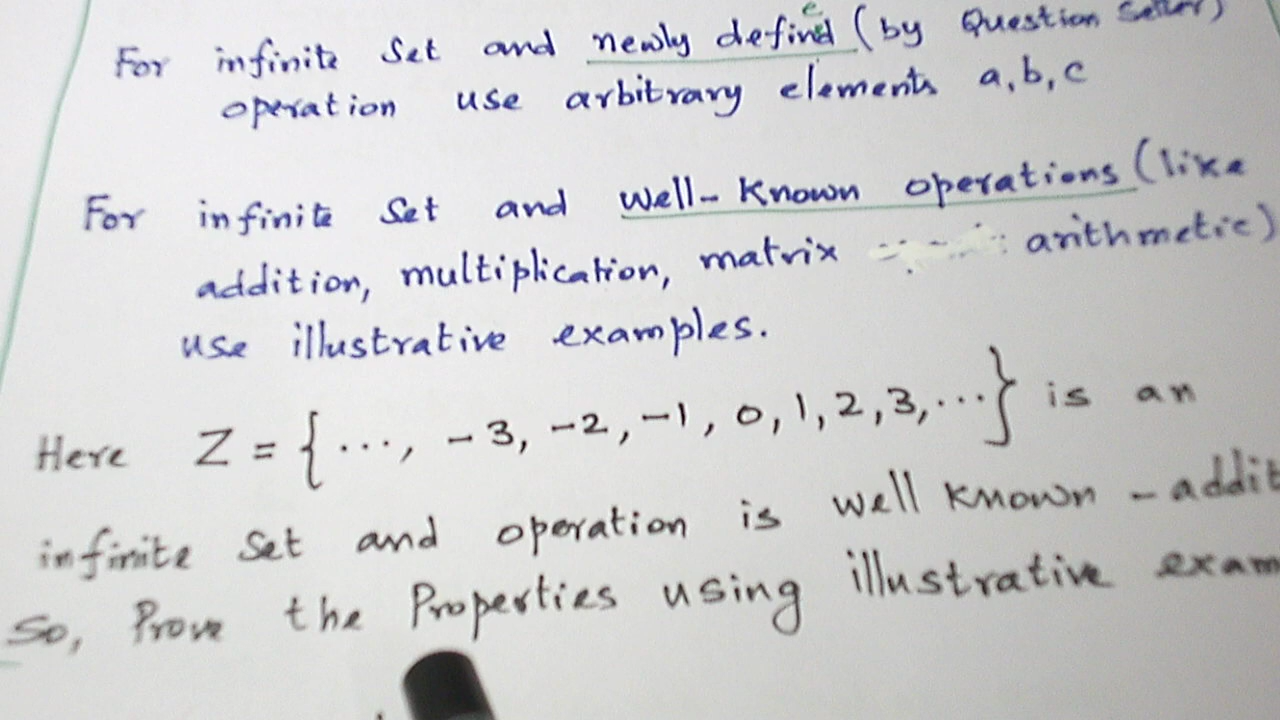 For infinite Set and newly defined (by Question Setter)
operation use arbitrary elements a, b, c
For infinite Set and well-Known operations (like
addition, multiplication, matrix arithmetic)
use illustrative examples.
Here Z = {..., -3, -2, -1, 0, 1, 2, 3, ...} is an
infinite Set and operation is well Known - addit
So, Prove the Properties using illustrative exam